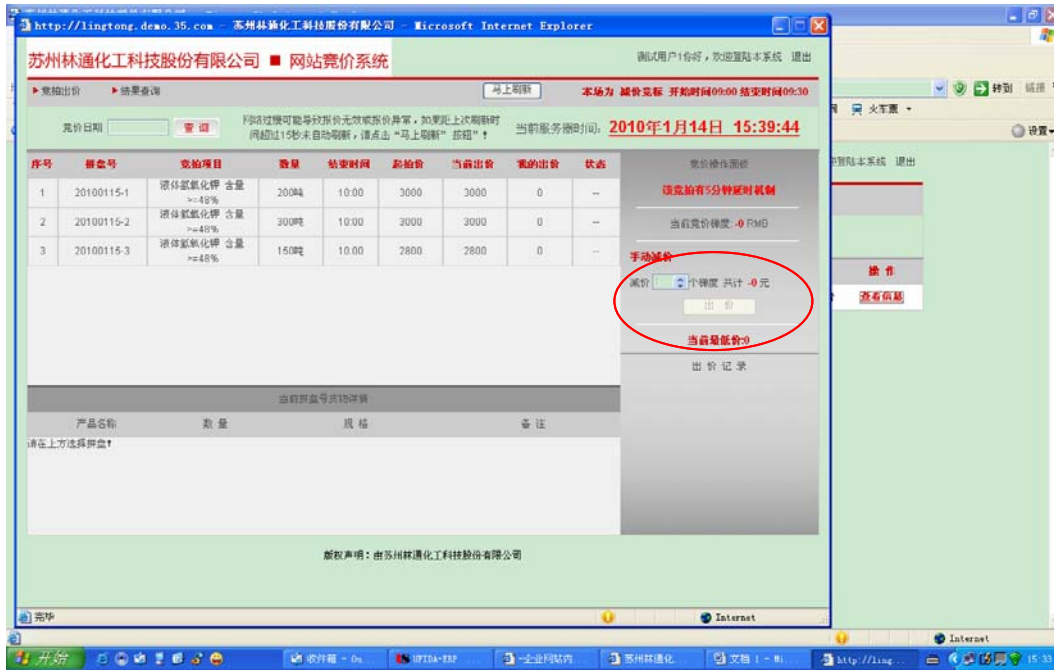 http://lingtong.demo.35.com - 苏州林通化工科技股份有限公司 - Microsoft Internet Explorer
苏州林通化工科技股份有限公司 ■ 网站竞价系统
测试用户1你好，欢迎登陆本系统 退出
▶竞拍出价 ▶结果查询 马上刷新 本场为 减价竞标 开始时间09:00 结束时间09:30
竞价日期 查 询
网络过慢可能导致报价无效或报价异常，如果距上次刷新时
间超过15秒未自动刷新，请点击“马上刷新”按钮”！
当前服务器时间: 2010年1月14日 15:39:44
序号 拼盘号 竞拍项目 数量 结束时间 起拍价 当前出价 我的出价 状态
1 20100115-1 液体氢氧化钾 含量>=48% 200吨 10:00 3000 3000 0 --
2 20100115-2 液体氢氧化钾 含量>=48% 300吨 10:00 3000 3000 0 --
3 20100115-3 液体氢氧化钾 含量>=48% 150吨 10:00 2800 2800 0 --
竞价操作面板
该竞拍有5分钟延时机制
当前竞价梯度:-0 RMB
手动减价
减价 个梯度 共计 -0 元
出 价
当前最低价:0
出 价 记 录
当前拼盘号货物详情
产品名称 数 量 规 格 备 注
请在上方选择拼盘!
版权声明：由苏州林通化工科技股份有限公司
完毕
Internet
转到 链接
火车票
设置
登陆本系统 退出
操 作
查看信息
Internet
开始
收件箱 - Ou...
UFIDA-ERP ...
-企业网站内...
苏州林通化...
文档 1 - Mi...
http://ling...
15:33